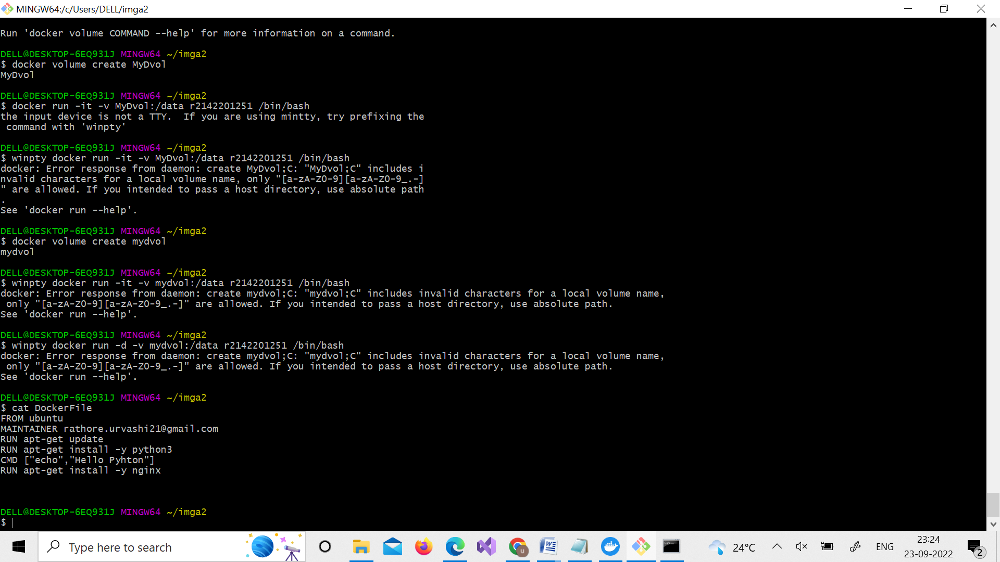 MINGW64:/c/Users/DELL/imga2
Run 'docker volume COMMAND --help' for more information on a command.
DELL@DESKTOP-6EQ931J MINGW64 ~/imga2
$ docker volume create MyDvol
MyDvol
DELL@DESKTOP-6EQ931J MINGW64 ~/imga2
$ docker run -it -v MyDvol:/data r2142201251 /bin/bash
the input device is not a TTY.  If you are using mintty, try prefixing the
 command with 'winpty'
DELL@DESKTOP-6EQ931J MINGW64 ~/imga2
$ winpty docker run -it -v MyDvol:/data r2142201251 /bin/bash
docker: Error response from daemon: create MyDvol;C: "MyDvol;C" includes i
nvalid characters for a local volume name, only "[a-zA-Z0-9][a-zA-Z0-9_.-]
" are allowed. If you intended to pass a host directory, use absolute path
.
See 'docker run --help'.
DELL@DESKTOP-6EQ931J MINGW64 ~/imga2
$ docker volume create mydvol
mydvol
DELL@DESKTOP-6EQ931J MINGW64 ~/imga2
$ winpty docker run -it -v mydvol:/data r2142201251 /bin/bash
docker: Error response from daemon: create mydvol;C: "mydvol;C" includes invalid characters for a local volume name,
 only "[a-zA-Z0-9][a-zA-Z0-9_.-]" are allowed. If you intended to pass a host directory, use absolute path.
See 'docker run --help'.
DELL@DESKTOP-6EQ931J MINGW64 ~/imga2
$ winpty docker run -d -v mydvol:/data r2142201251 /bin/bash
docker: Error response from daemon: create mydvol;C: "mydvol;C" includes invalid characters for a local volume name,
 only "[a-zA-Z0-9][a-zA-Z0-9_.-]" are allowed. If you intended to pass a host directory, use absolute path.
See 'docker run --help'.
DELL@DESKTOP-6EQ931J MINGW64 ~/imga2
$ cat DockerFile
FROM ubuntu
MAINTAINER rathore.urvashi21@gmail.com
RUN apt-get update
RUN apt-get install -y python3
CMD ["echo","Hello Pyhton"]
RUN apt-get install -y nginx
DELL@DESKTOP-6EQ931J MINGW64 ~/imga2
$
Type here to search
24°C
ENG
23:24
23-09-2022
2